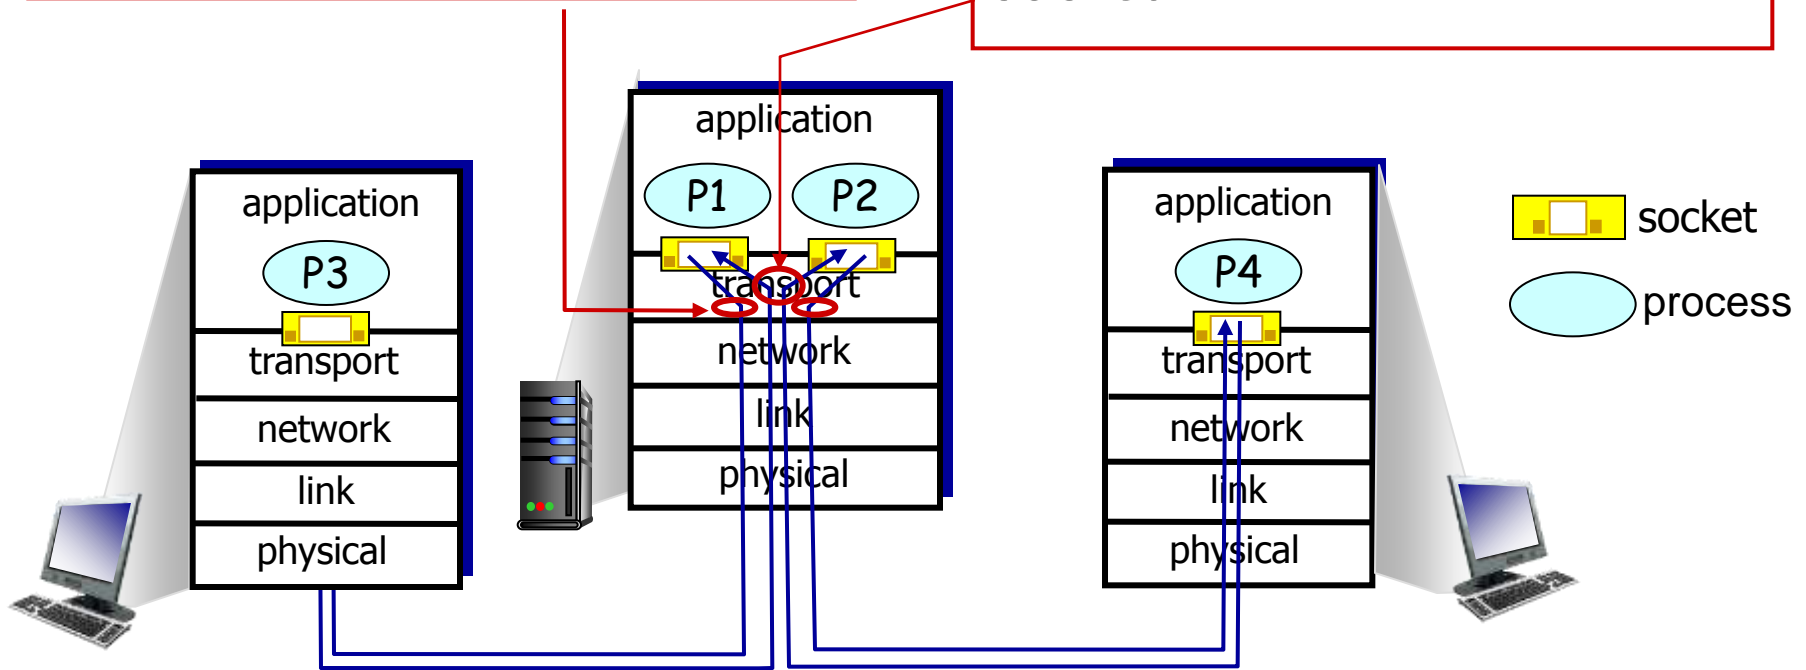 application
P1
P2
transport
network
link
physical
application
P3
transport
network
link
physical
application
P4
transport
network
link
physical
socket
process